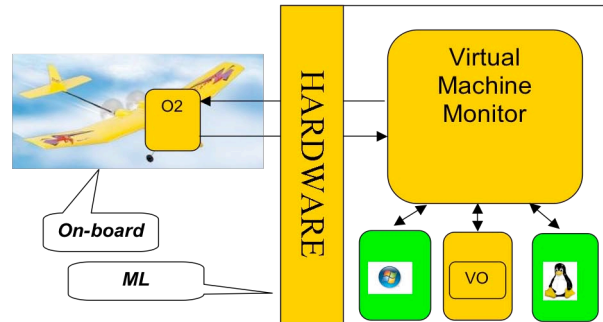 O2
HARDWARE
Virtual
Machine
Monitor
On-board
ML
VO